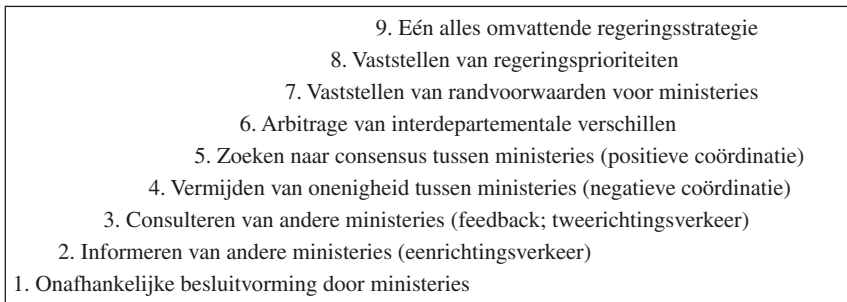 9. Eén alles omvattende regeringsstrategie
8. Vaststellen van regeringsprioriteiten
7. Vaststellen van randvoorwaarden voor ministeries
6. Arbitrage van interdepartementale verschillen
5. Zoeken naar consensus tussen ministeries (positieve coördinatie)
4. Vermijden van onenigheid tussen ministeries (negatieve coördinatie)
3. Consulteren van andere ministeries (feedback; tweerichtingsverkeer)
2. Informeren van andere ministeries (eenrichtingsverkeer)
1. Onafhankelijke besluitvorming door ministeries